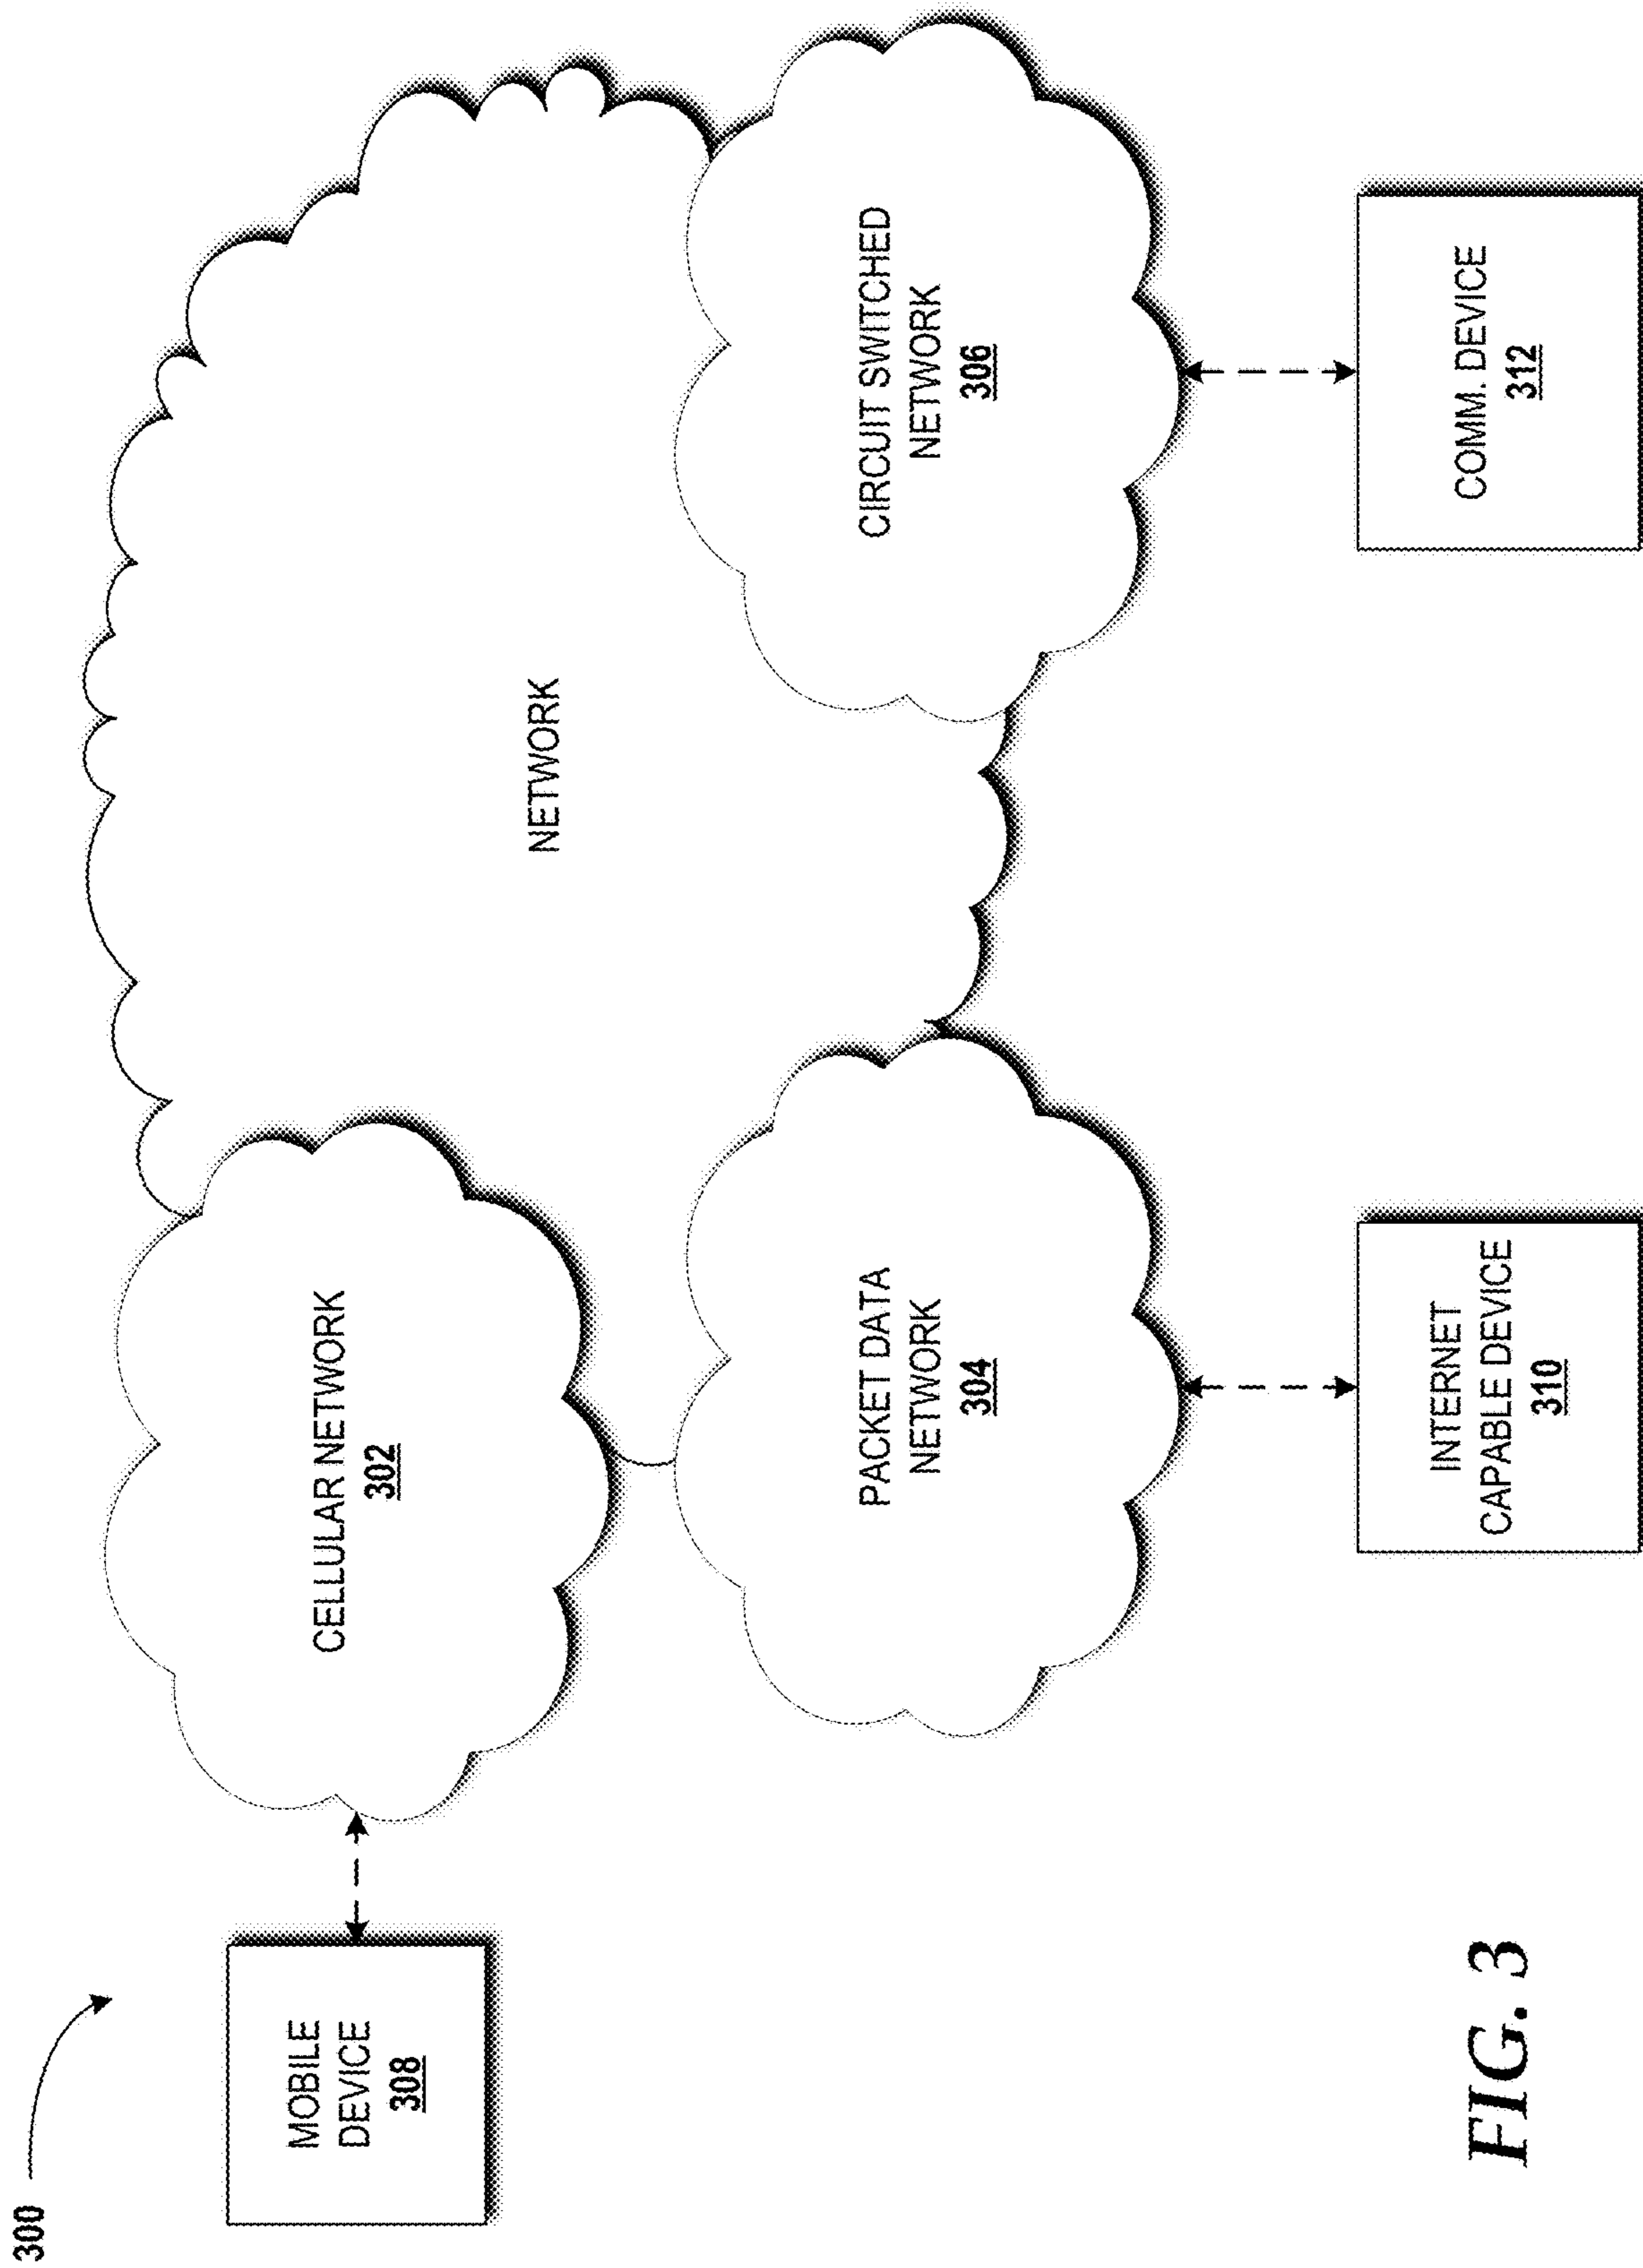 300
MOBILE
DEVICE
308
CELLULAR NETWORK
302
NETWORK
PACKET DATA
NETWORK
304
CIRCUIT SWITCHED
NETWORK
306
INTERNET
CAPABLE DEVICE
310
COMM. DEVICE
312
FIG. 3